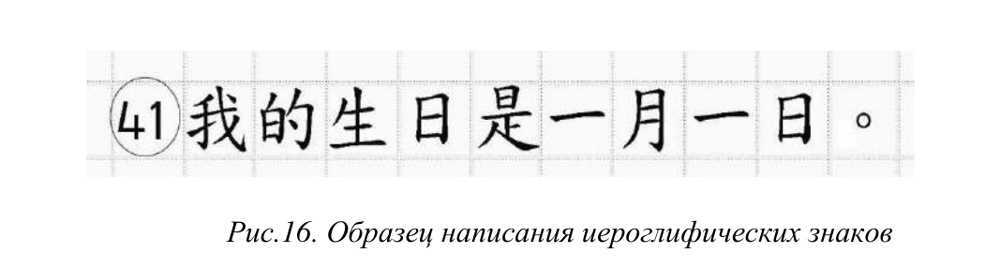 41 我的生日是一月一日。
Рис.16. Образец написания иероглифических знаков